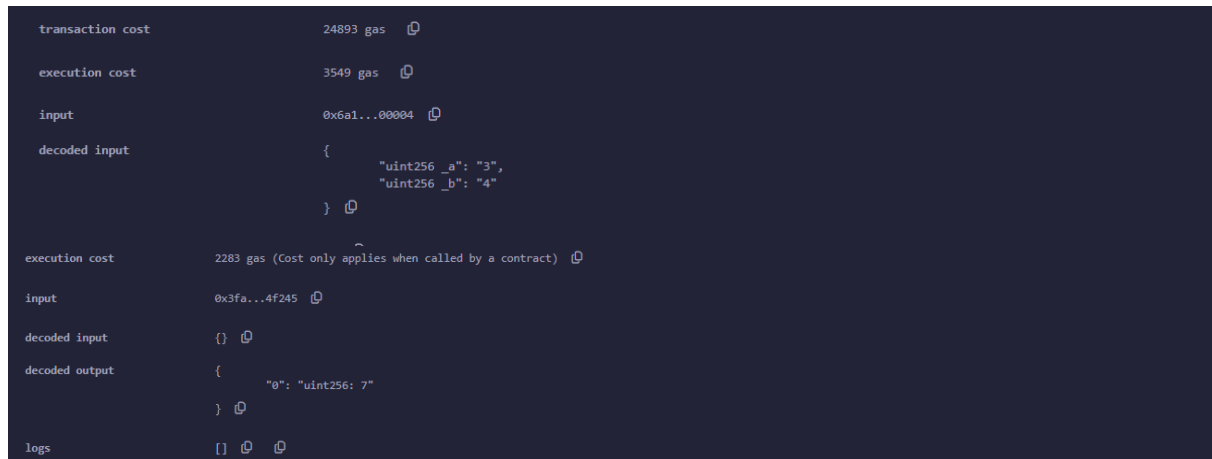 transaction cost 24893 gas
execution cost 3549 gas
input 0x6a1...00004
decoded input {
"uint256 _a": "3",
"uint256 _b": "4"
}
execution cost 2283 gas (Cost only applies when called by a contract)
input 0x3fa...4f245
decoded input {}
decoded output {
"0": "uint256: 7"
}
logs []